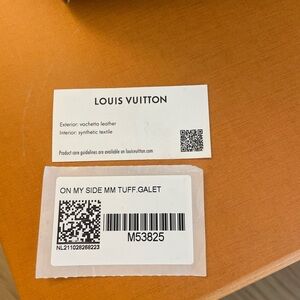 LOUIS VUITTON
Exterior: vachetta leather
Interior: synthetic textile
Product care guidelines are available on louisvuitton.com
ON MY SIDE MM TUFF.GALET
M53825
NL211028268223